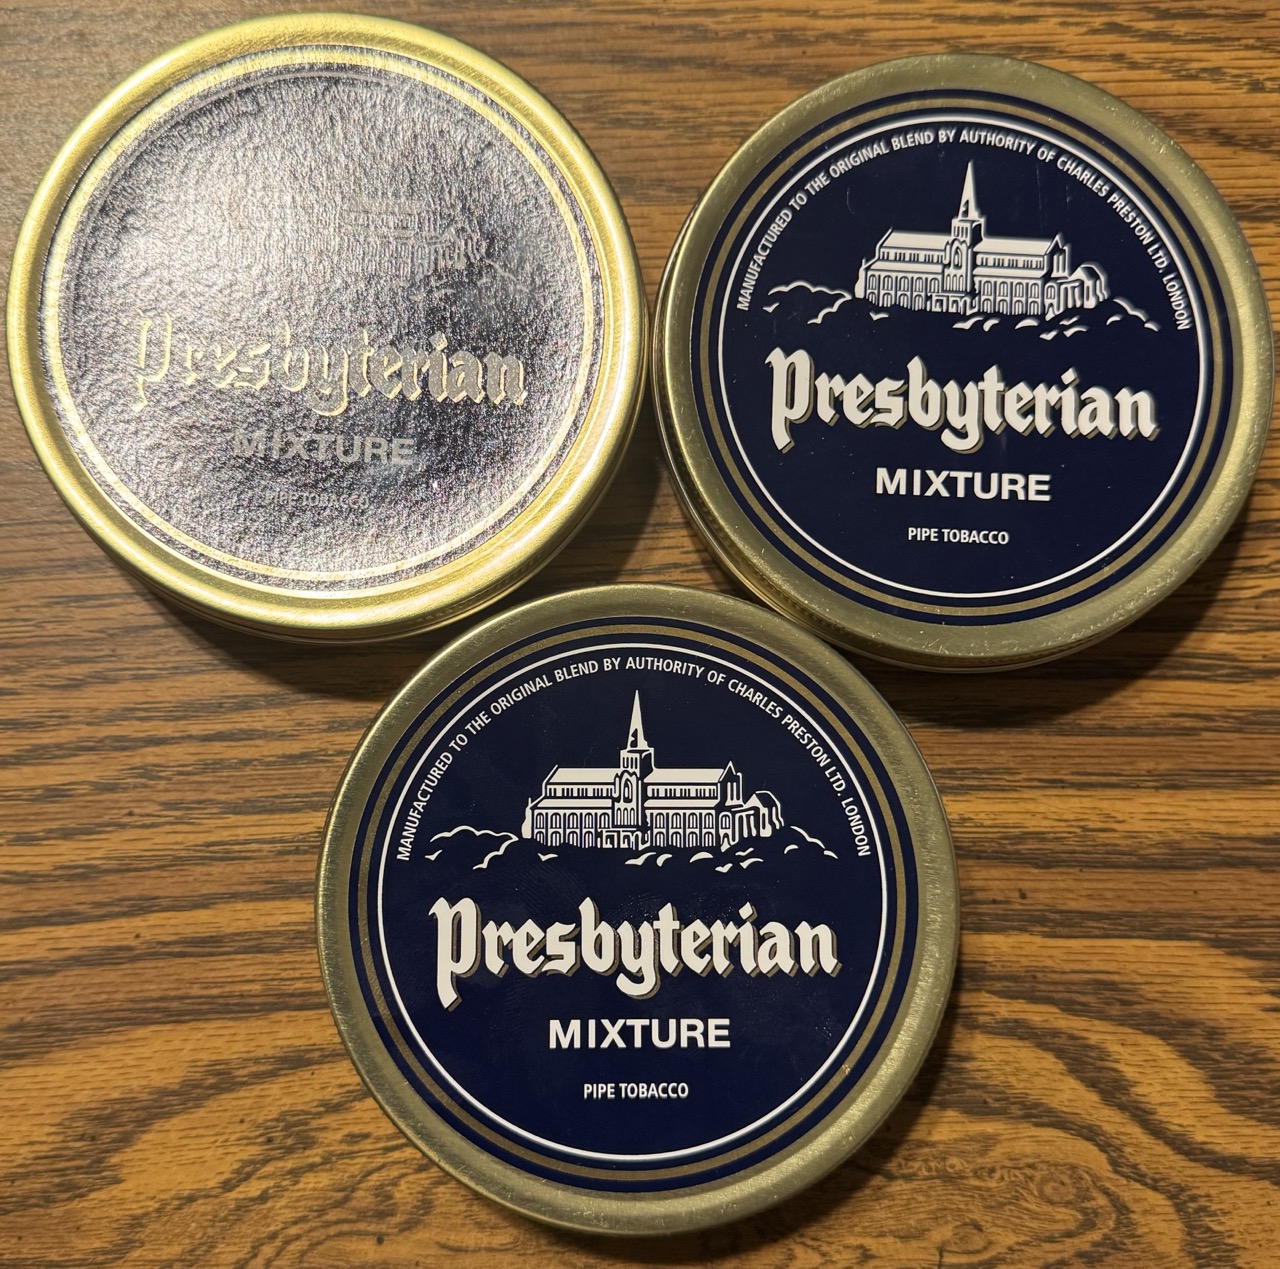 Presbyterian
MIXTURE
PIPE TOBACCO
MANUFACTURED TO THE ORIGINAL BLEND BY AUTHORITY OF CHARLES PRESTON LTD. LONDON
Presbyterian
MIXTURE
PIPE TOBACCO
MANUFACTURED TO THE ORIGINAL BLEND BY AUTHORITY OF CHARLES PRESTON LTD. LONDON
Presbyterian
MIXTURE
PIPE TOBACCO